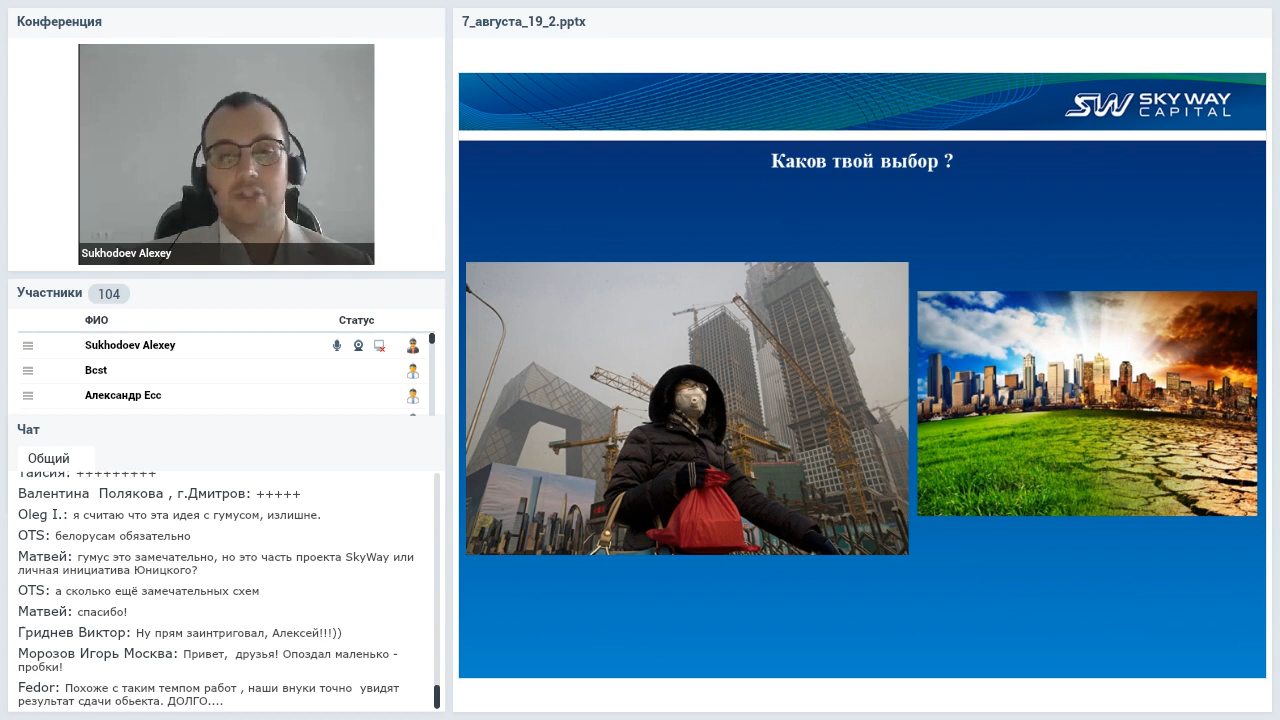 Конференция
Sukhodoev Alexey
Участники 104
ФИО Статус
Sukhodoev Alexey
Bcst
Александр Есс
Чат
Общий
Таисия: +++++++++
Валентина Полякова , г.Дмитров: +++++
Oleg I.: я считаю что эта идея с гумусом, излишне.
OTS: белорусам обязательно
Матвей: гумус это замечательно, но это часть проекта SkyWay или
личная инициатива Юницкого?
OTS: а сколько ещё замечательных схем
Матвей: спасибо!
Гриднев Виктор: Ну прям заинтриговал, Алексей!!!))
Морозов Игорь Москва: Привет, друзья! Опоздал маленько -
пробки!
Fedor: Похоже с таким темпом работ , наши внуки точно увидят
результат сдачи обьекта. ДОЛГО....
7_августа_19_2.pptx
SW SKY WAY
CAPITAL
Каков твой выбор ?